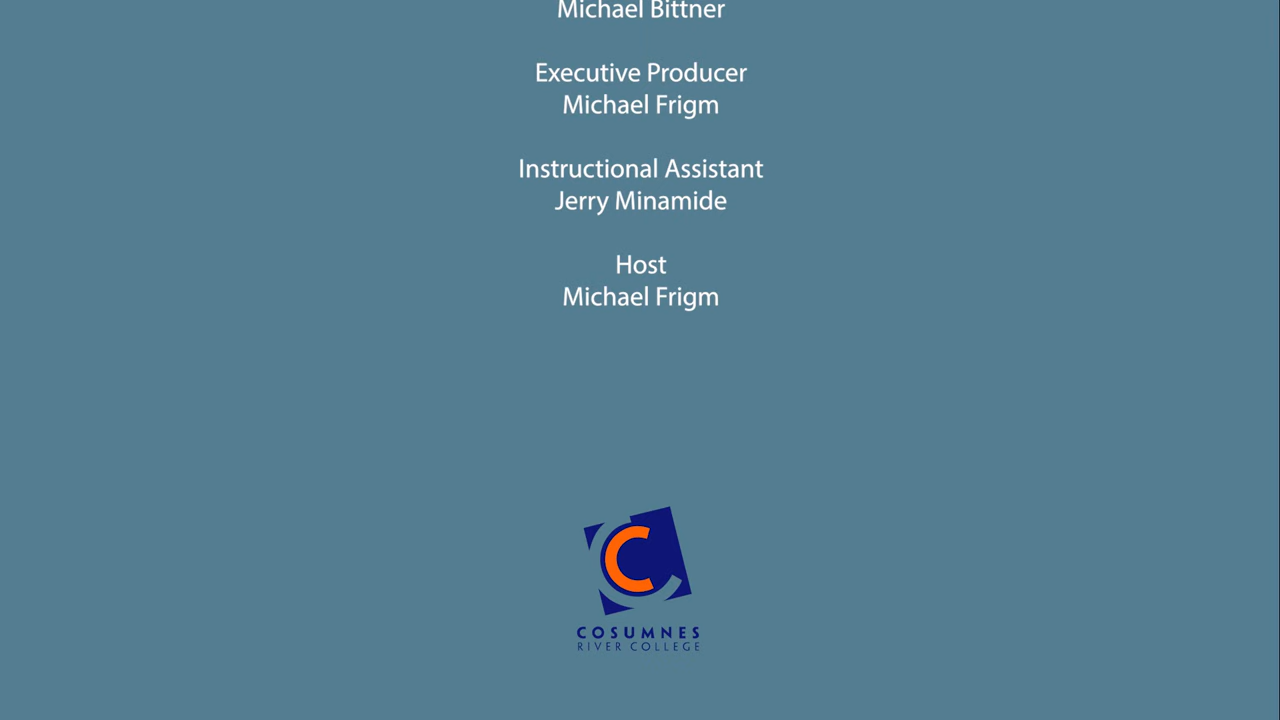 Michael Bittner
Executive Producer
Michael Frigm
Instructional Assistant
Jerry Minamide
Host
Michael Frigm
C
COSUMNES
RIVER COLLEGE